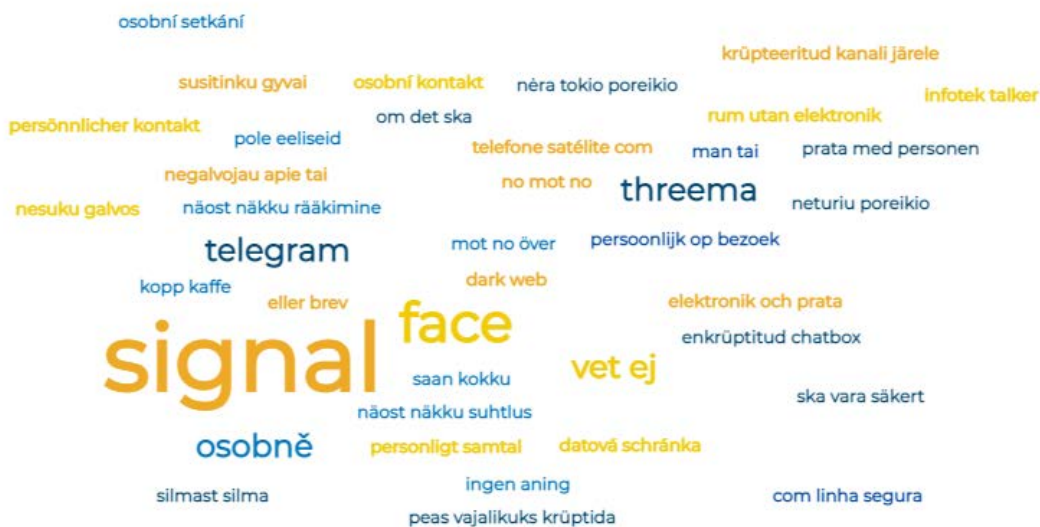 osobní setkání
krüpteeritud kanali järele
susitinku gyvai
osobní kontakt
nėra tokio poreikio
infotek talker
persönnlicher kontakt
om det ska
rum utan elektronik
pole eeliseid
telefone satélite com
man tai
prata med personen
negalvojau apie tai
no mot no
threema
nesuku galvos
näost näkku rääkimine
neturiu poreikio
telegram
mot no över
persoonlijk op bezoek
kopp kaffe
dark web
eller brev
elektronik och prata
signal
face
enkrüptitud chatbox
vet ej
saan kokku
ska vara säkert
näost näkku suhtlus
osobně
personligt samtal
datová schránka
silmast silma
ingen aning
com linha segura
peas vajalikuks krüptida